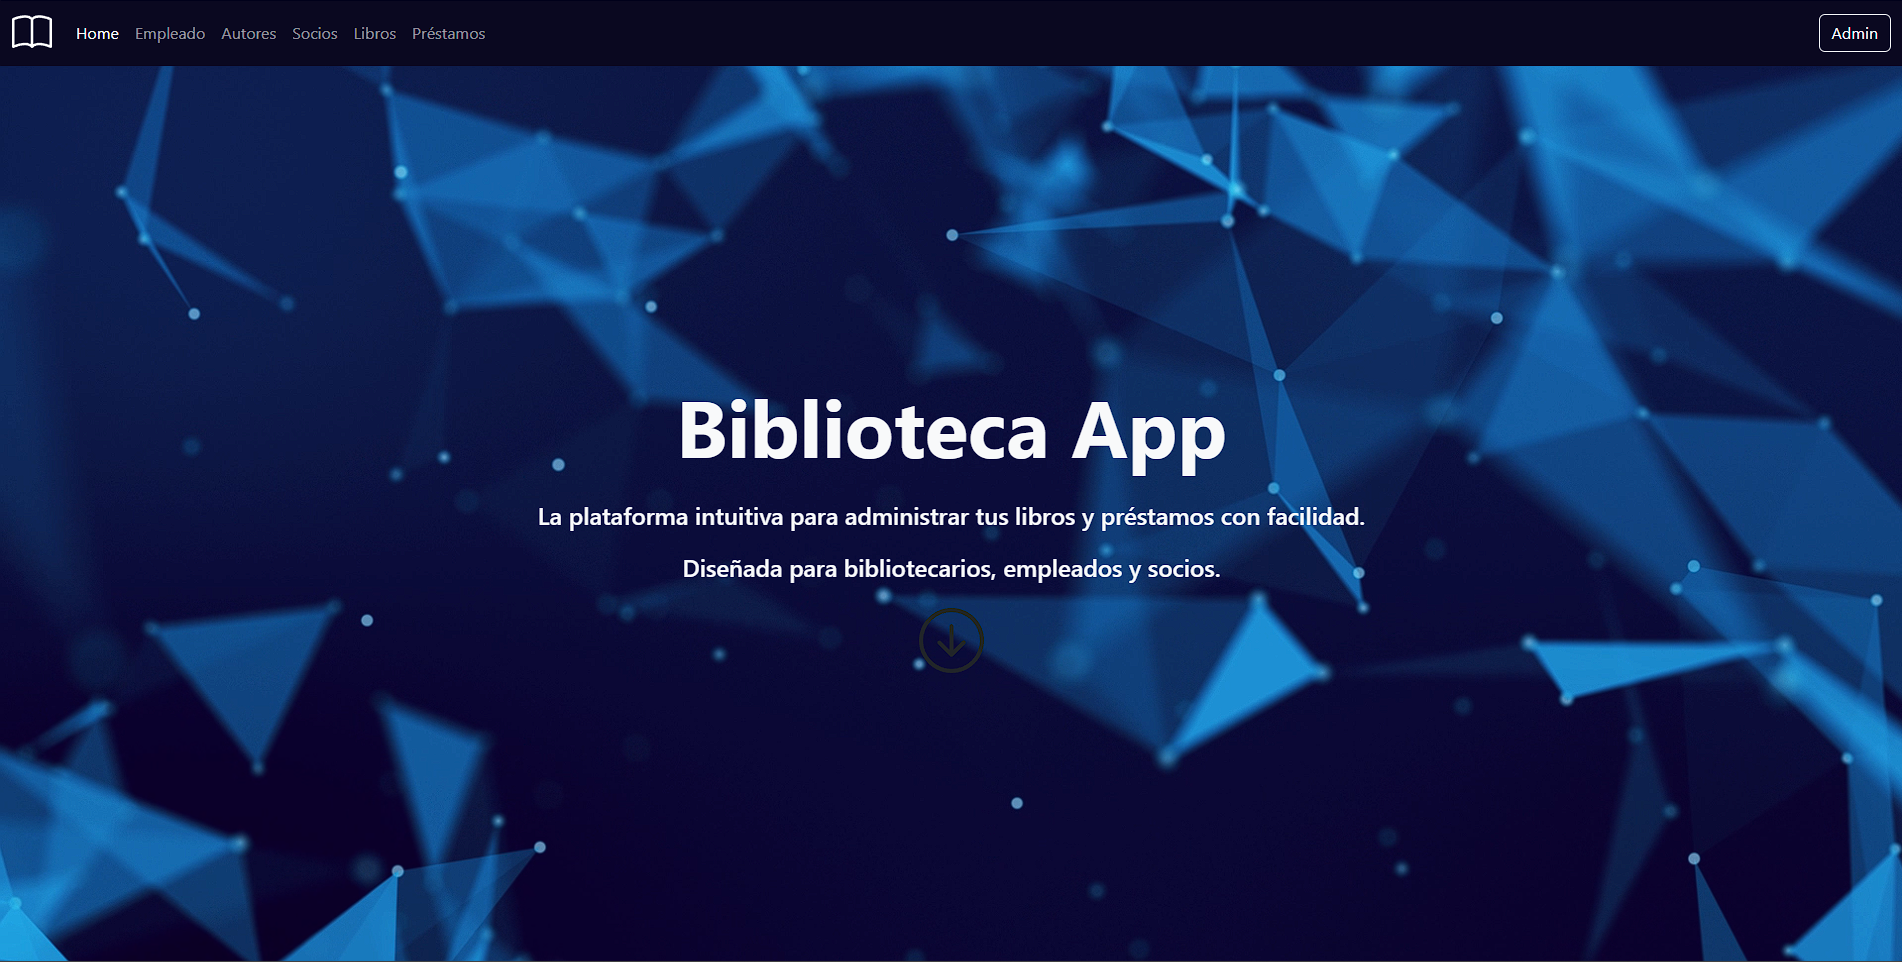 Home Empleado Autores Socios Libros Préstamos Admin
Biblioteca App
La plataforma intuitiva para administrar tus libros y préstamos con facilidad.
Diseñada para bibliotecarios, empleados y socios.